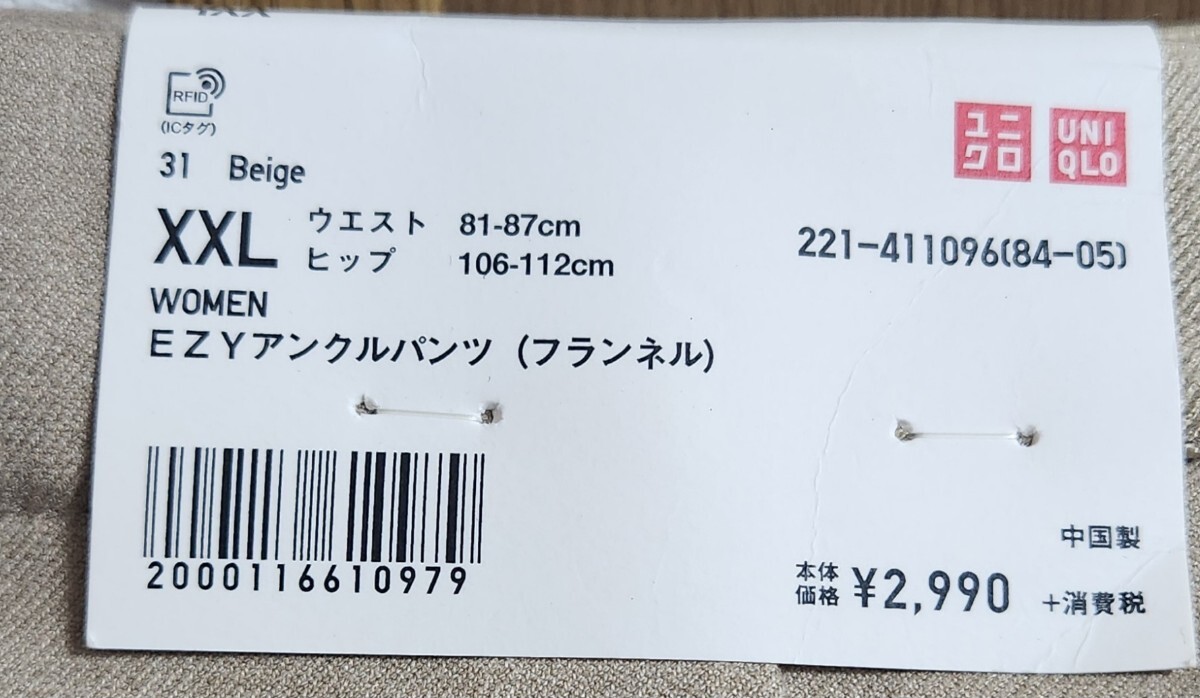 XXL
RFID
(ICタグ)
31 Beige
ユニクロ
UNIQLO
XXL ウエスト 81-87cm
ヒップ 106-112cm
221-411096(84-05)
WOMEN
EZYアンクルパンツ (フランネル)
2000116610979
中国製
本体価格 ¥2,990 +消費税